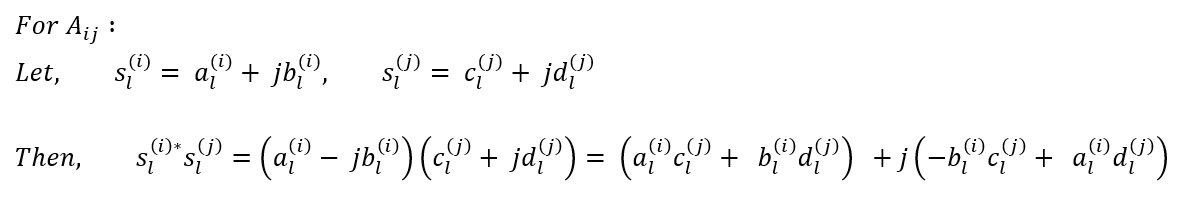 For A_{ij} :
Let, s_l^{(i)} = a_l^{(i)} + jb_l^{(i)}, s_l^{(j)} = c_l^{(j)} + jd_l^{(j)}
Then, s_l^{(i)*} s_l^{(j)} = (a_l^{(i)} − jb_l^{(i)}) (c_l^{(j)} + jd_l^{(j)}) = (a_l^{(i)} c_l^{(j)} + b_l^{(i)} d_l^{(j)}) + j(−b_l^{(i)} c_l^{(j)} + a_l^{(i)} d_l^{(j)})